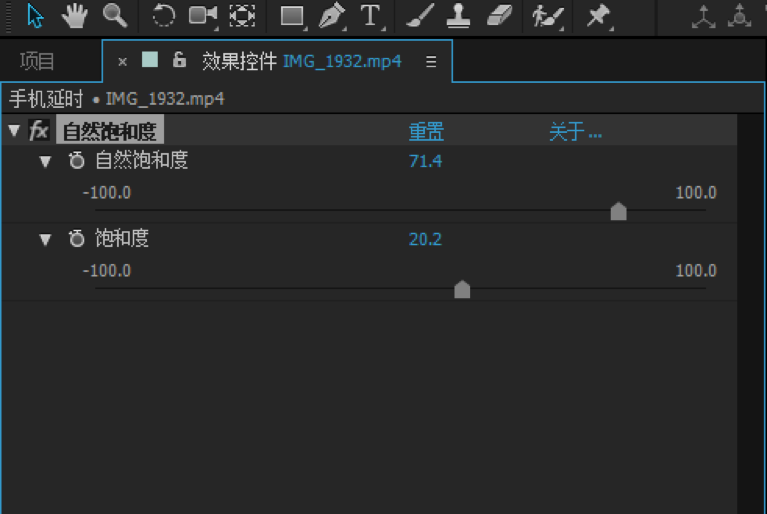 项目
× 效果控件 IMG_1932.mp4 ≡
手机延时 • IMG_1932.mp4
fx 自然饱和度 重置 关于...
自然饱和度 71.4
-100.0 100.0
饱和度 20.2
-100.0 100.0